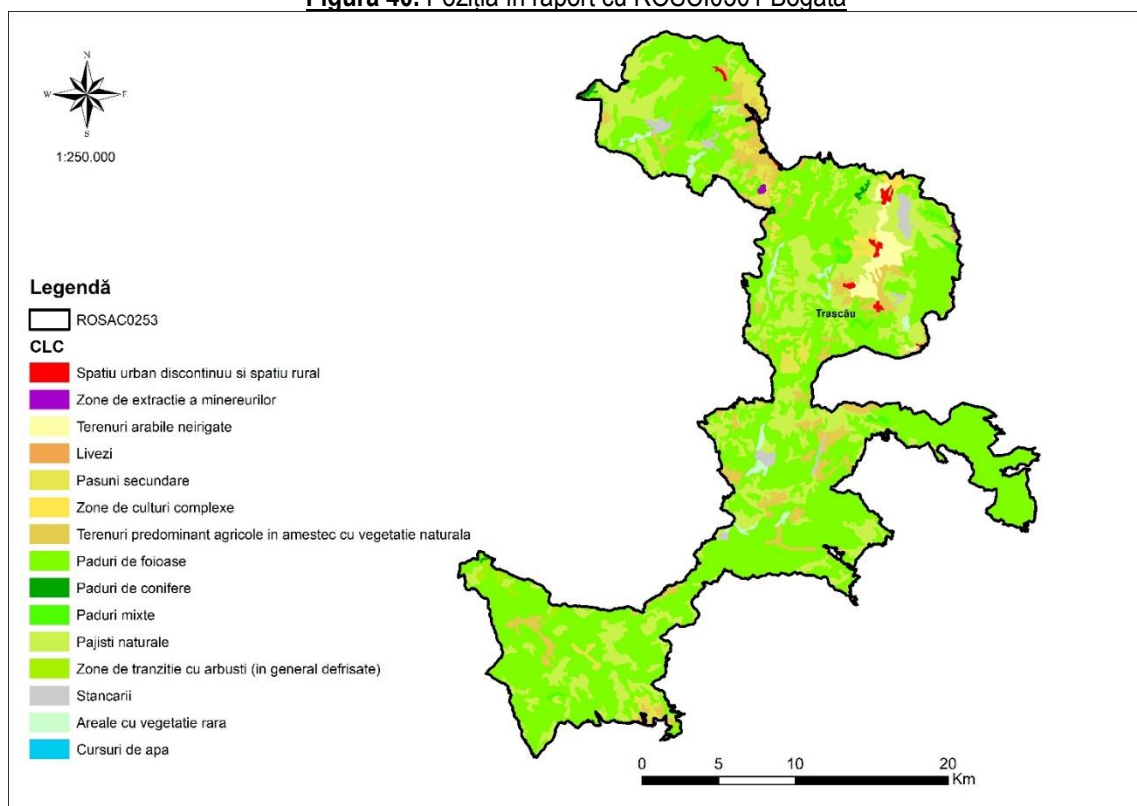 Figura 40. Poziția în raport cu ROSCI0301 Bogata
N
W E
S
1:250.000
Legendă
ROSAC0253
CLC
Spatiu urban discontinuu si spatiu rural
Zone de extractie a minereurilor
Terenuri arabile neirigate
Livezi
Pasuni secundare
Zone de culturi complexe
Terenuri predominant agricole in amestec cu vegetatie naturala
Paduri de foioase
Paduri de conifere
Paduri mixte
Pajisti naturale
Zone de tranzitie cu arbusti (in general defrisate)
Stancarii
Areale cu vegetatie rara
Cursuri de apa
Trascău
0 5 10 20
Km